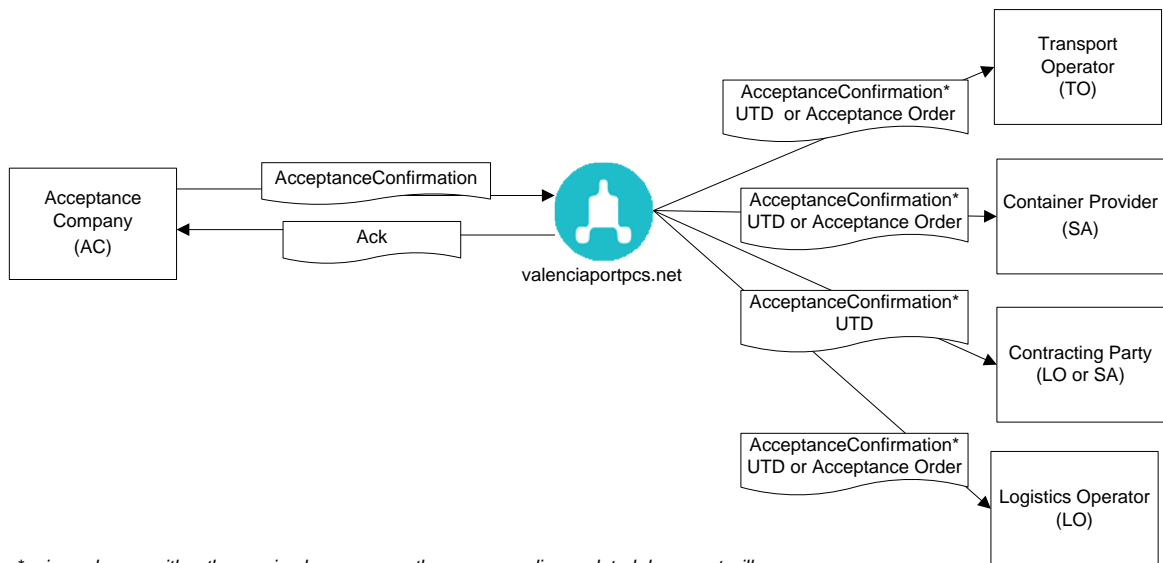 Transport
Operator
(TO)
AcceptanceConfirmation*
UTD or Acceptance Order
AcceptanceConfirmation
Acceptance
Company
(AC)
Ack
valenciaportpcs.net
AcceptanceConfirmation*
UTD or Acceptance Order
Container Provider
(SA)
AcceptanceConfirmation*
UTD
Contracting Party
(LO or SA)
AcceptanceConfirmation*
UTD or Acceptance Order
Logistics Operator
(LO)